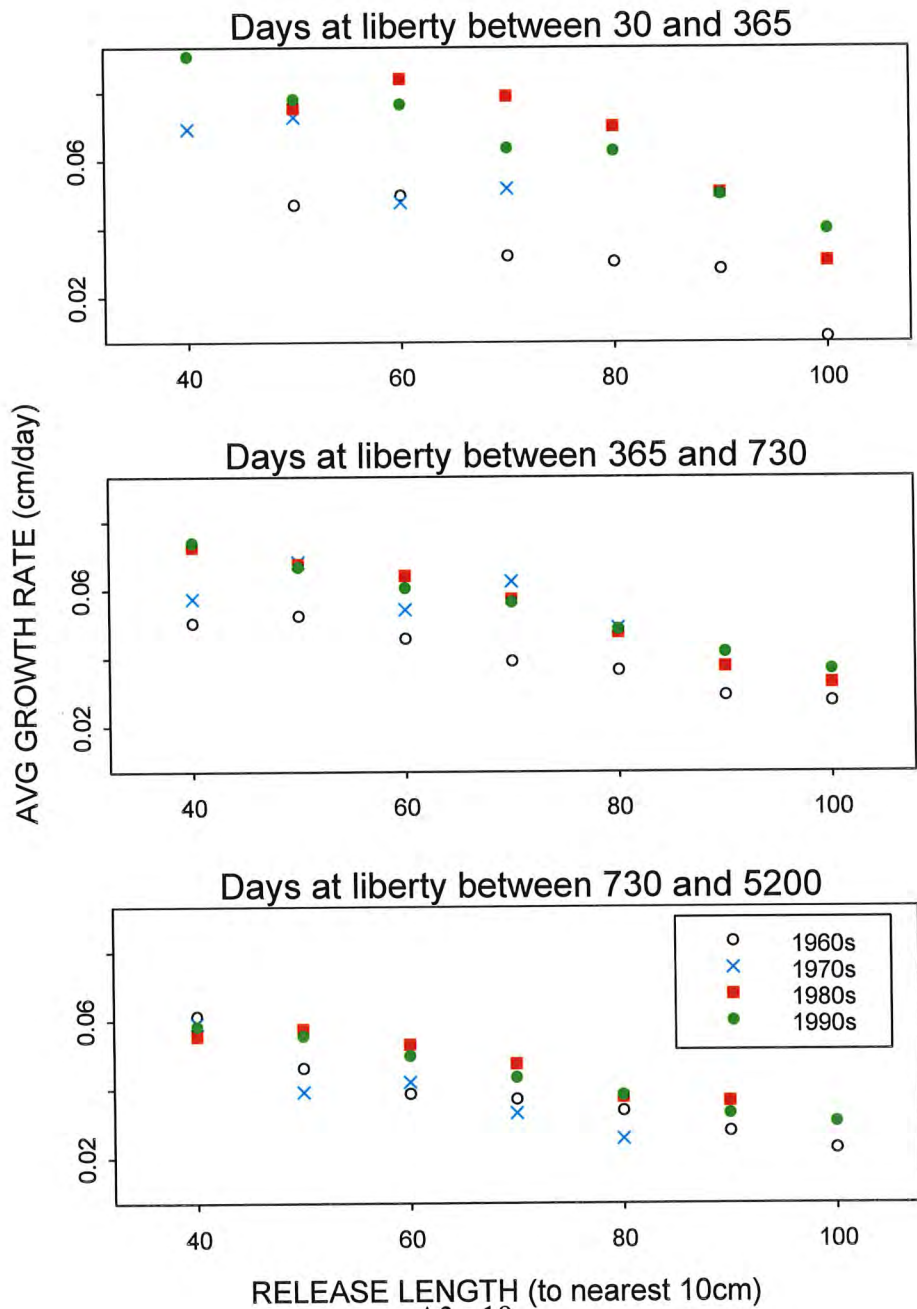 Days at liberty between 30 and 365
0.06
0.02
40 60 80 100
Days at liberty between 365 and 730
0.06
0.02
40 60 80 100
AVG GROWTH RATE (cm/day)
Days at liberty between 730 and 5200
1960s
1970s
1980s
1990s
0.06
0.02
40 60 80 100
RELEASE LENGTH (to nearest 10cm)